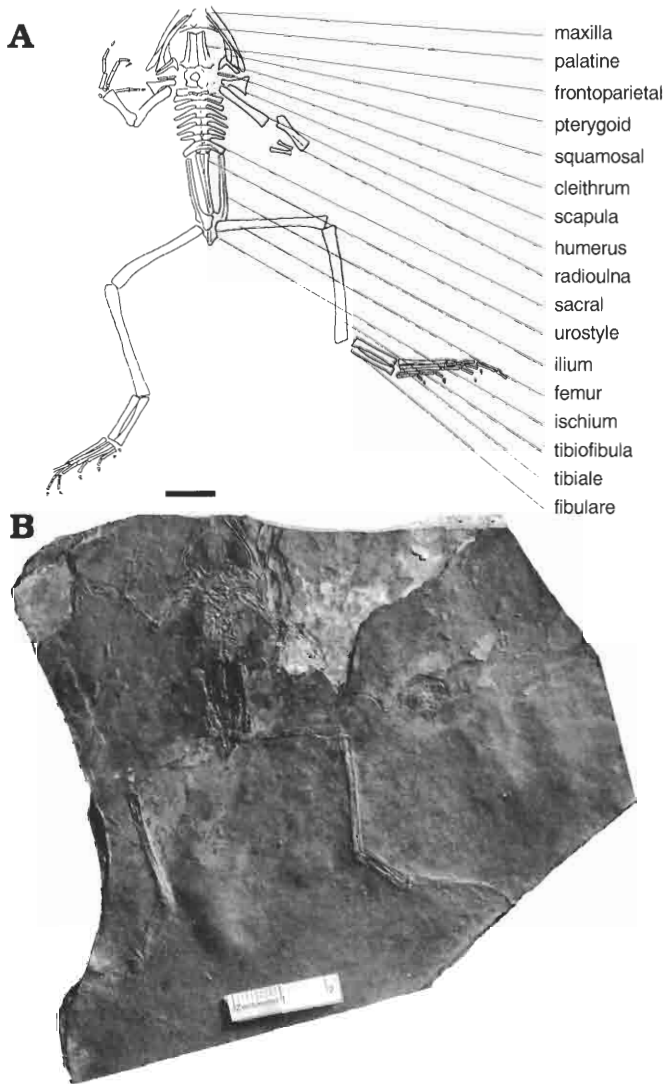 A
maxilla
palatine
frontoparietal
pterygoid
squamosal
cleithrum
scapula
humerus
radioulna
sacral
urostyle
ilium
femur
ischium
tibiofibula
tibiale
fibulare
B